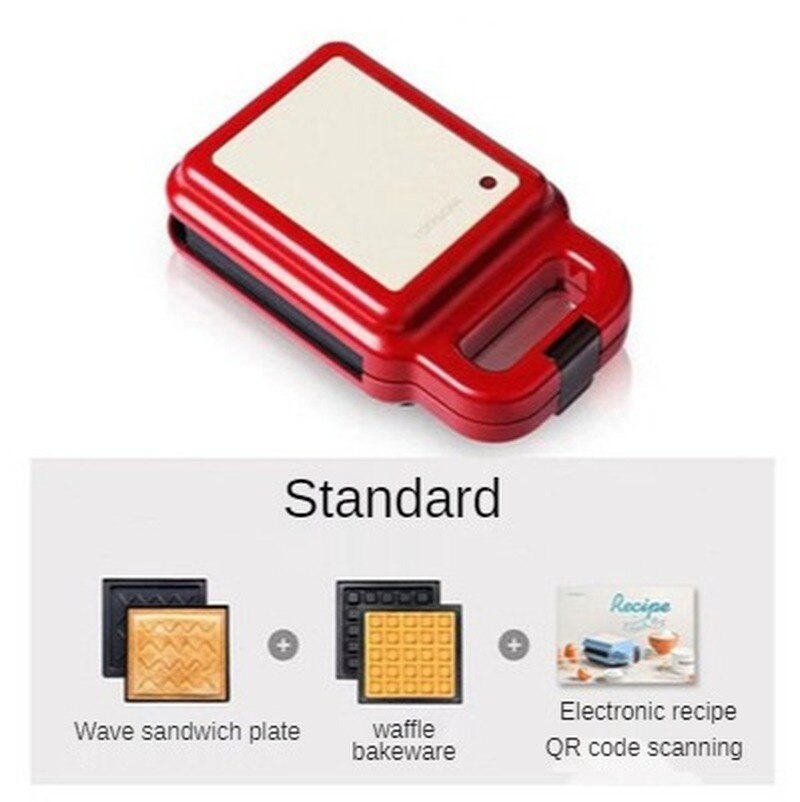 Standard
Recipe
Wave sandwich plate
waffle
bakeware
Electronic recipe
QR code scanning